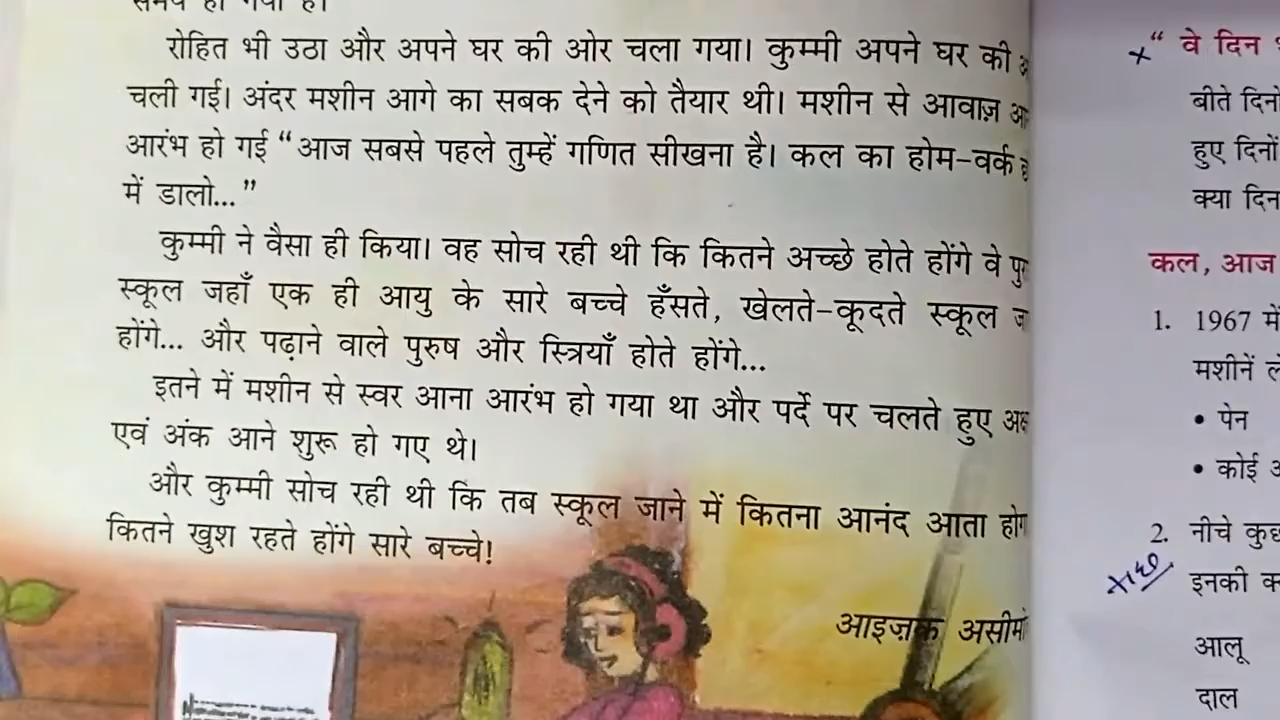 समय हो गया है।
रोहित भी उठा और अपने घर की ओर चला गया। कुम्मी अपने घर की
चली गई। अंदर मशीन आगे का सबक देने को तैयार थी। मशीन से आवाज़
आरंभ हो गई “आज सबसे पहले तुम्हें गणित सीखना है। कल का होम-वर्क
में डालो...”
कुम्मी ने वैसा ही किया। वह सोच रही थी कि कितने अच्छे होते होंगे वे
स्कूल जहाँ एक ही आयु के सारे बच्चे हँसते, खेलते-कूदते स्कूल
होंगे... और पढ़ाने वाले पुरुष और स्त्रियाँ होते होंगे...
इतने में मशीन से स्वर आना आरंभ हो गया था और पर्दे पर चलते हुए
एवं अंक आने शुरू हो गए थे।
और कुम्मी सोच रही थी कि तब स्कूल जाने में कितना आनंद आता
कितने खुश रहते होंगे सारे बच्चे!
आइज़क
“ वे दिन
बीते दिनों
हुए दिनों
क्या दिन
कल, आज
1. 1967 में
मशीनें
• पेन
• कोई
2. नीचे कुछ
इनकी
आलू
दाल